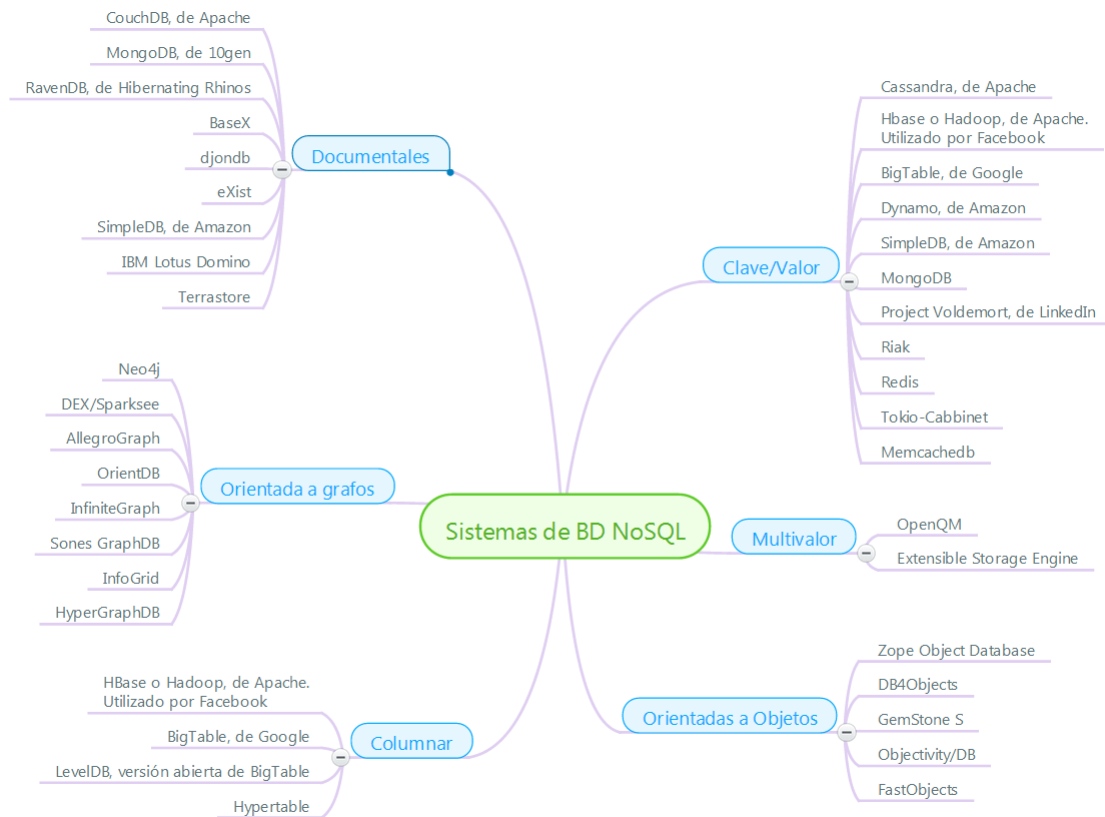 Sistemas de BD NoSQL
Documentales
CouchDB, de Apache
MongoDB, de 10gen
RavenDB, de Hibernating Rhinos
BaseX
djondb
eXist
SimpleDB, de Amazon
IBM Lotus Domino
Terrastore
Orientada a grafos
Neo4j
DEX/Sparksee
AllegroGraph
OrientDB
InfiniteGraph
Sones GraphDB
InfoGrid
HyperGraphDB
Columnar
HBase o Hadoop, de Apache.
Utilizado por Facebook
BigTable, de Google
LevelDB, versión abierta de BigTable
Hypertable
Clave/Valor
Cassandra, de Apache
Hbase o Hadoop, de Apache.
Utilizado por Facebook
BigTable, de Google
Dynamo, de Amazon
SimpleDB, de Amazon
MongoDB
Project Voldemort, de LinkedIn
Riak
Redis
Tokio-Cabbinet
Memcachedb
Multivalor
OpenQM
Extensible Storage Engine
Orientadas a Objetos
Zope Object Database
DB4Objects
GemStone S
Objectivity/DB
FastObjects